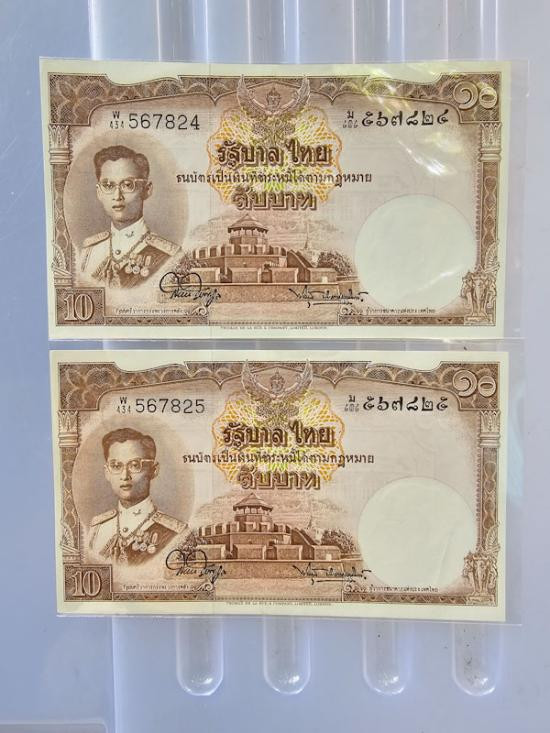 W
434 567824
ม
๔๓๔ ๕๖๗๘๒๔
๑๐
รัฐบาลไทย
ธนบัตรเป็นเงินที่ชำระหนี้ได้ตามกฎหมาย
สิบบาท
10
THOMAS DE LA RUE & COMPANY, LIMITED, LONDON.
W
434 567825
ม
๔๓๔ ๕๖๗๘๒๕
๑๐
รัฐบาลไทย
ธนบัตรเป็นเงินที่ชำระหนี้ได้ตามกฎหมาย
สิบบาท
10
THOMAS DE LA RUE & COMPANY, LIMITED, LONDON.